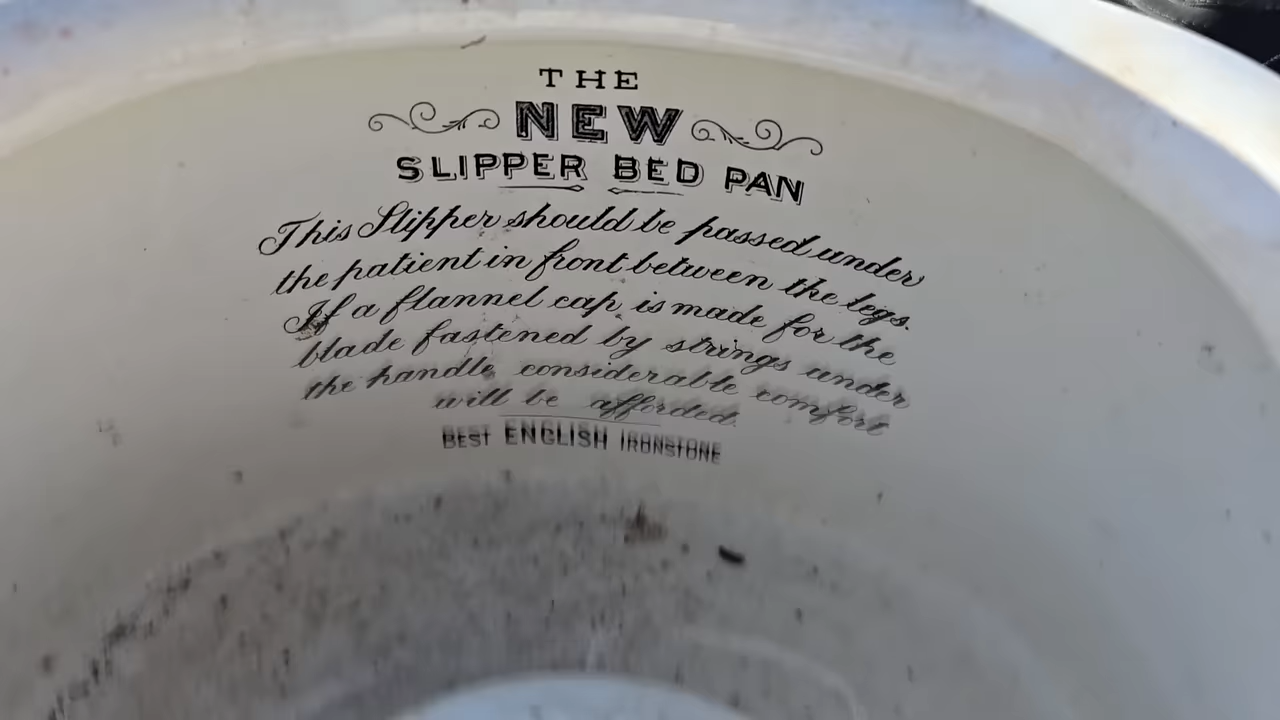 THE
NEW
SLIPPER BED PAN
This Slipper should be passed under
the patient in front between the legs.
If a flannel cap, is made for the
blade fastened by strings under
the handle considerable comfort
will be afforded.
BEST ENGLISH IRONSTONE